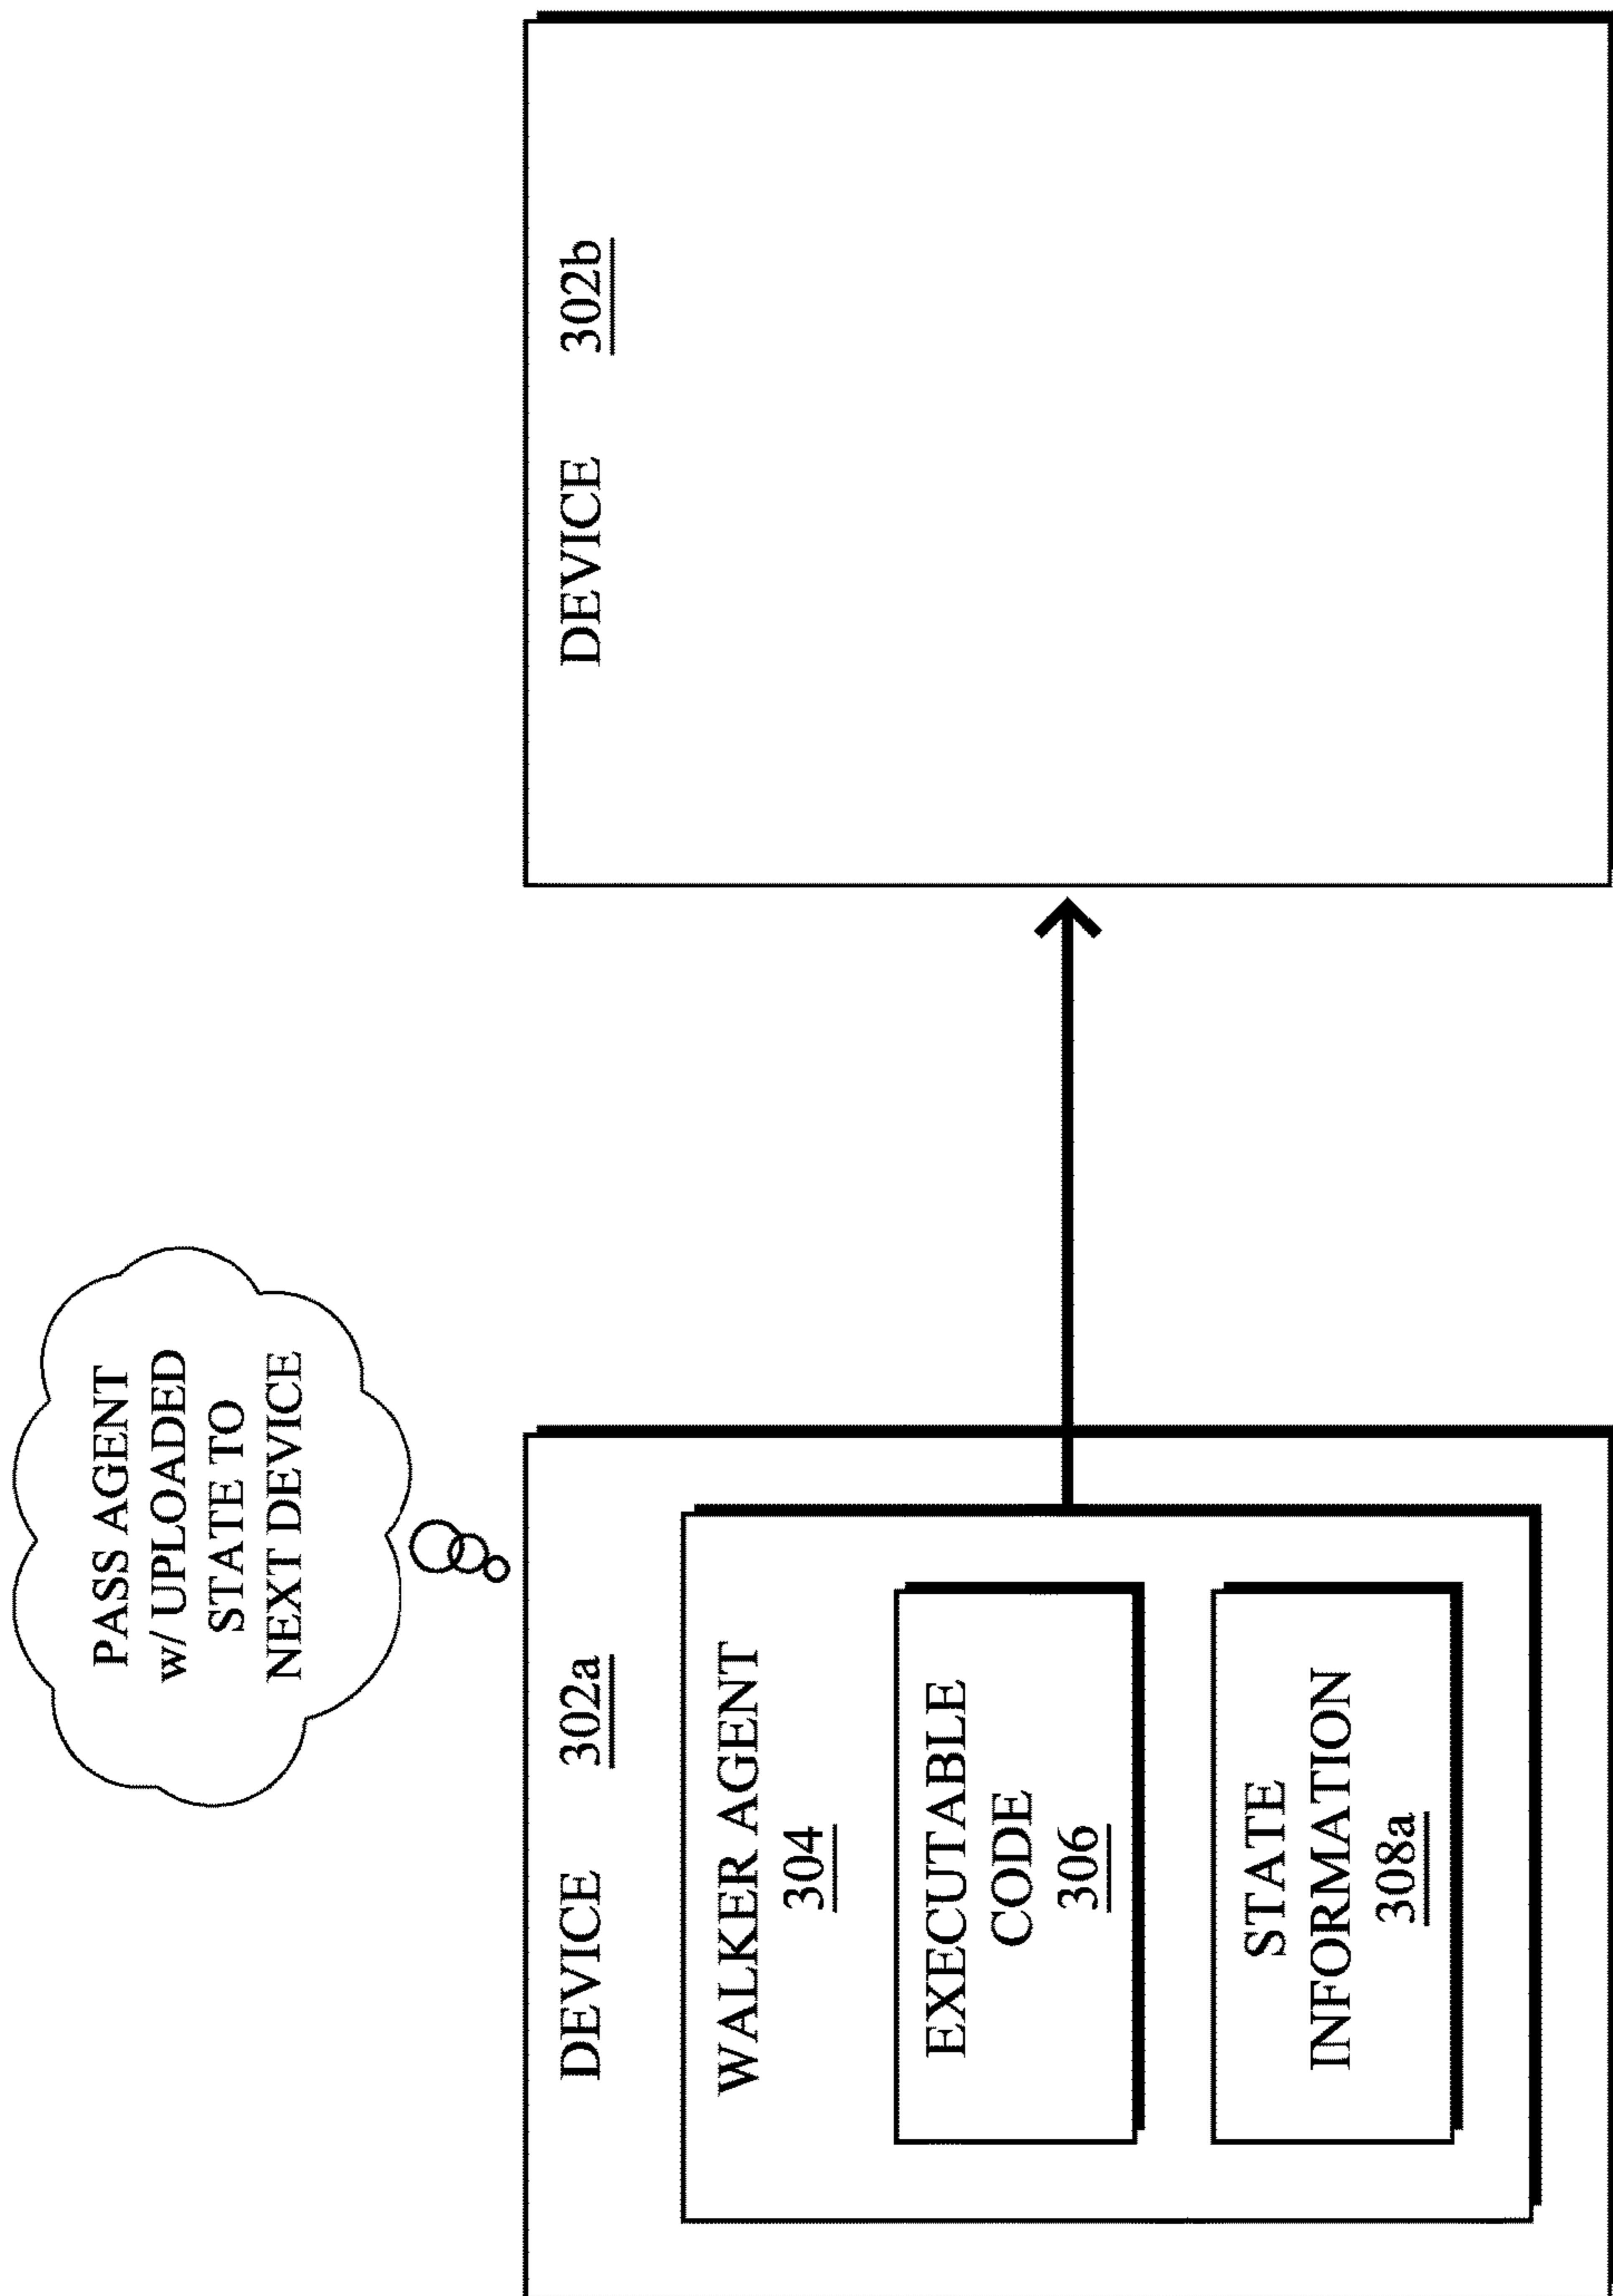 PASS AGENT
w/ UPLOADED
STATE TO
NEXT DEVICE
DEVICE 302a
WALKER AGENT
304
EXECUTABLE
CODE
306
STATE
INFORMATION
308a
DEVICE 302b